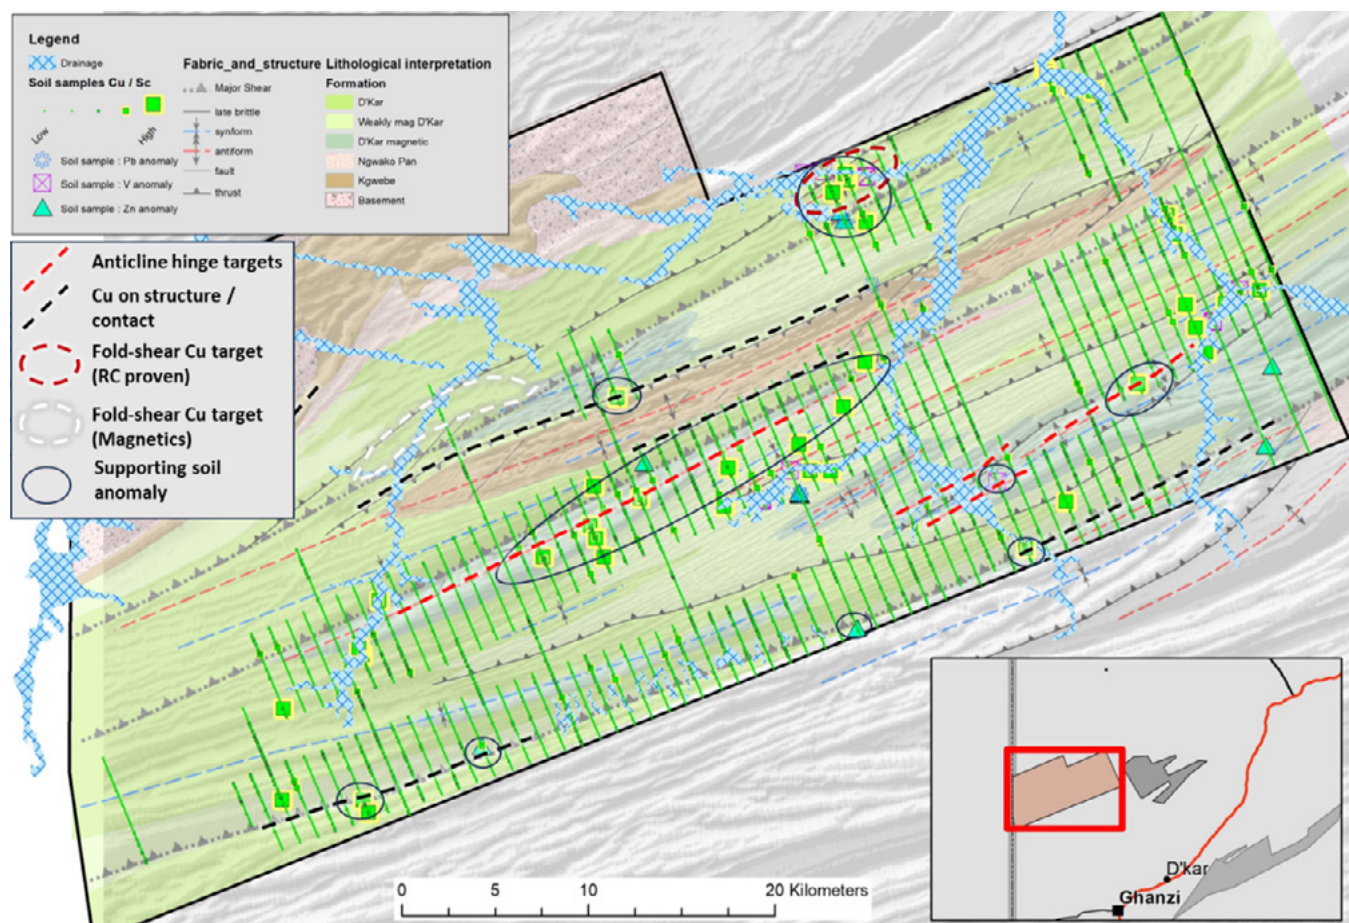 Legend
Drainage
Soil samples Cu / Sc
Low
High
Soil sample : Pb anomaly
Soil sample : V anomaly
Soil sample : Zn anomaly
Fabric_and_structure
Major Shear
late brittle
synform
antiform
fault
thrust
Lithological interpretation
Formation
D'Kar
Weakly mag D'Kar
D'Kar magnetic
Ngwako Pan
Kgwebe
Basement
Anticline hinge targets
Cu on structure /
contact
Fold-shear Cu target
(RC proven)
Fold-shear Cu target
(Magnetics)
Supporting soil
anomaly
0
5
10
20 Kilometers
D'kar
Ghanzi